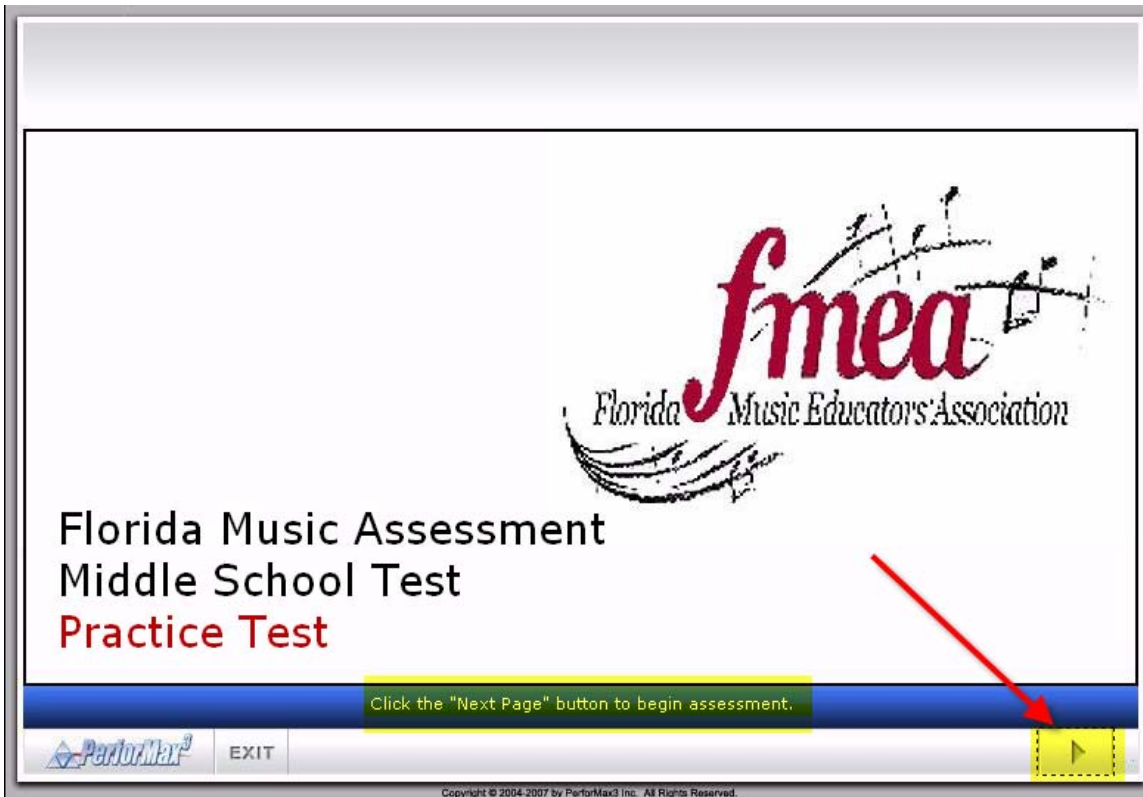 fmea
Florida Music Educators' Association
Florida Music Assessment
Middle School Test
Practice Test
Click the "Next Page" button to begin assessment.
PerforMax3 EXIT
Copyright © 2004-2007 by PerforMax3 Inc. All Rights Reserved.